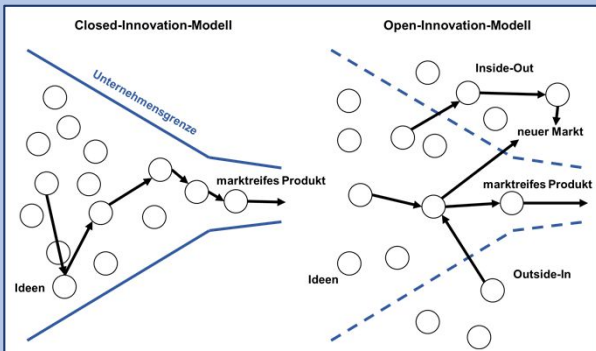 Closed-Innovation-Modell
Unternehmensgrenze
marktreifes Produkt
Ideen
Open-Innovation-Modell
Inside-Out
neuer Markt
marktreifes Produkt
Ideen
Outside-In